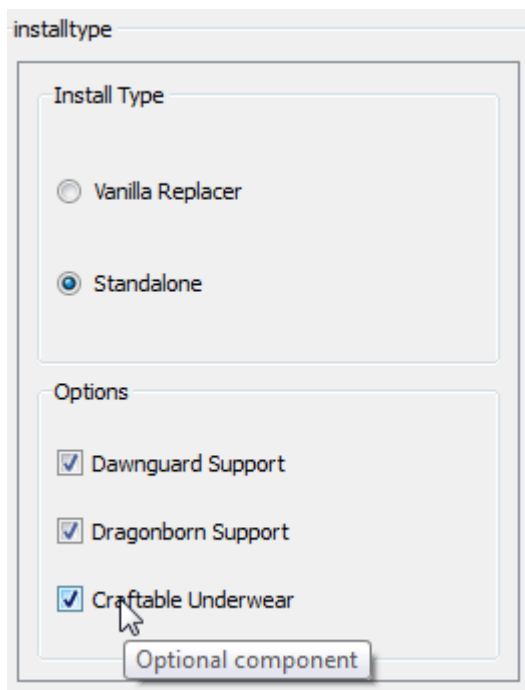 installtype
Install Type
Vanilla Replacer
Standalone
Options
Dawnguard Support
Dragonborn Support
Craftable Underwear
Optional component